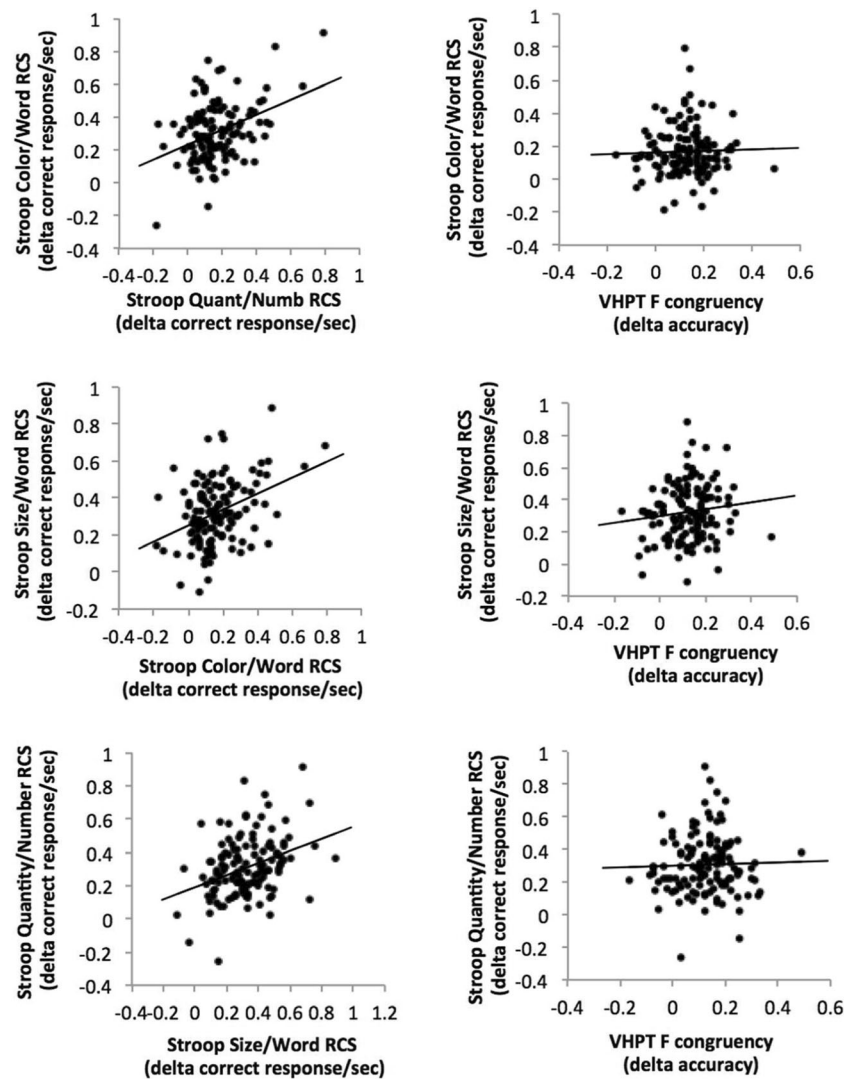 Stroop Color/Word RCS
(delta correct response/sec)
1
0.8
0.6
0.4
0.2
0
-0.2
-0.4
-0.4 -0.2 0 0.2 0.4 0.6 0.8 1
Stroop Quant/Numb RCS
(delta correct response/sec)
Stroop Color/Word RCS
(delta correct response/sec)
1
0.8
0.6
0.4
0.2
0
-0.2
-0.4
-0.4 -0.2 0 0.2 0.4 0.6
VHPT F congruency
(delta accuracy)
Stroop Size/Word RCS
(delta correct response/sec)
1
0.8
0.6
0.4
0.2
0
-0.2
-0.4 -0.2 0 0.2 0.4 0.6 0.8 1
Stroop Color/Word RCS
(delta correct response/sec)
Stroop Size/Word RCS
(delta correct response/sec)
1
0.8
0.6
0.4
0.2
0
-0.2
-0.4 -0.2 0 0.2 0.4 0.6
VHPT F congruency
(delta accuracy)
Stroop Quantity/Number RCS
(delta correct response/sec)
1
0.8
0.6
0.4
0.2
0
-0.2
-0.4
-0.4-0.2 0 0.2 0.4 0.6 0.8 1 1.2
Stroop Size/Word RCS
(delta correct response/sec)
Stroop Quantity/Number RCS
(delta correct response/sec)
1
0.8
0.6
0.4
0.2
0
-0.2
-0.4
-0.4 -0.2 0 0.2 0.4 0.6
VHPT F congruency
(delta accuracy)